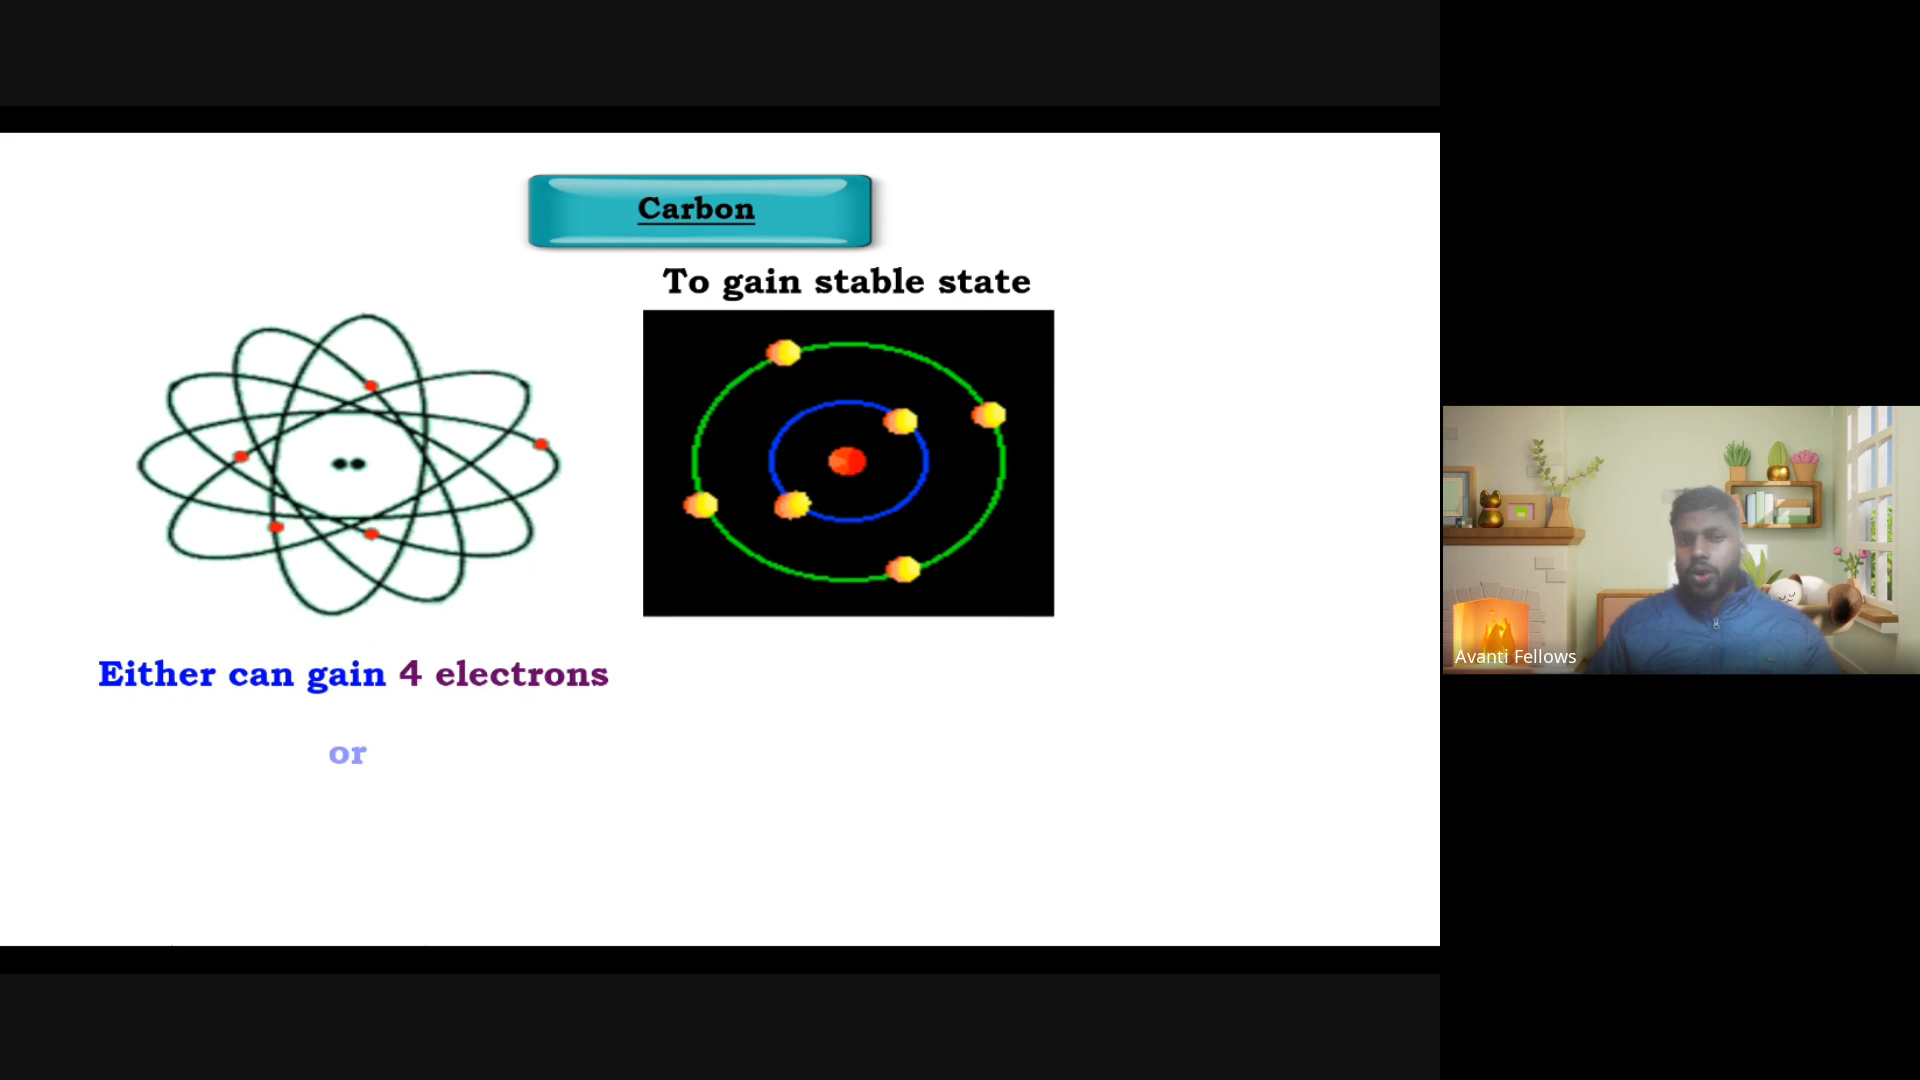 Carbon
To gain stable state
Either can gain 4 electrons
or
Avanti Fellows